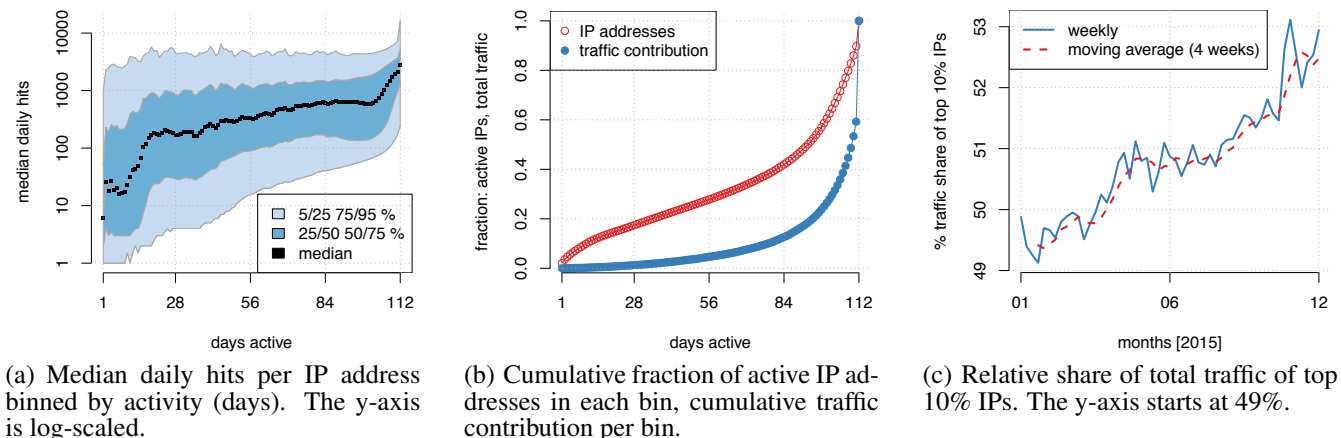 median daily hits
10000
1000
100
10
1
5/25 75/95 %
25/50 50/75 %
median
1
28
56
84
112
days active
(a) Median daily hits per IP address
binned by activity (days). The y-axis
is log-scaled.
fraction: active IPs, total traffic
1.0
0.8
0.6
0.4
0.2
0.0
IP addresses
traffic contribution
1
28
56
84
112
days active
(b) Cumulative fraction of active IP ad-
dresses in each bin, cumulative traffic
contribution per bin.
% traffic share of top 10% IPs
53
52
51
50
49
weekly
moving average (4 weeks)
01
06
12
months [2015]
(c) Relative share of total traffic of top
10% IPs. The y-axis starts at 49%.